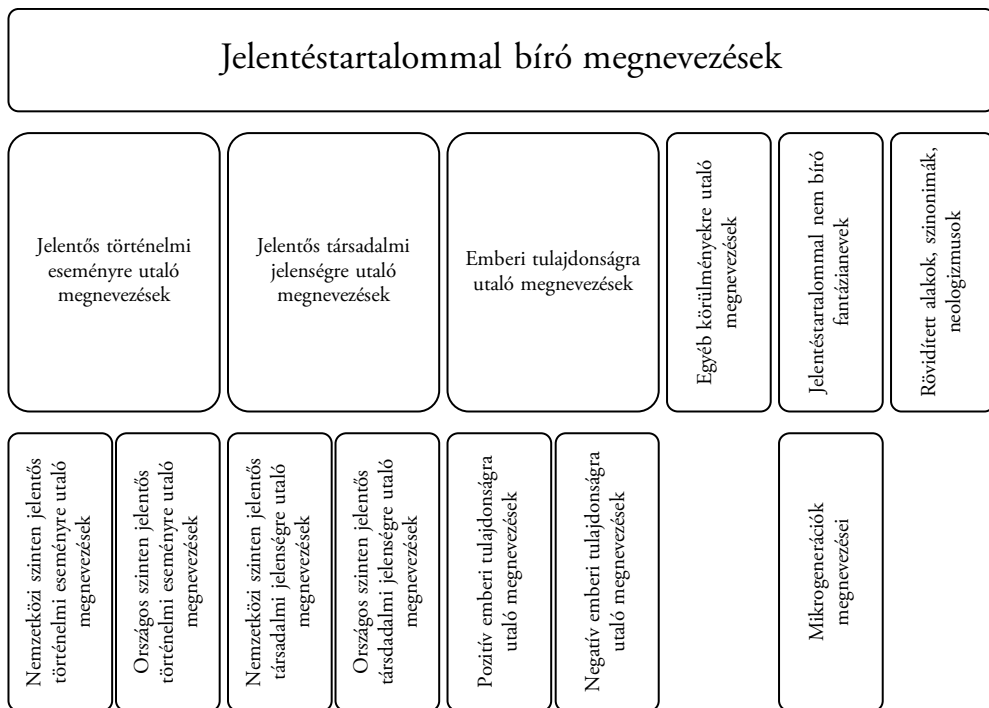 Jelentéstartalommal bíró megnevezések
Jelentős történelmi
eseményre utaló
megnevezések
Jelentős társadalmi
jelenségre utaló
megnevezések
Emberi tulajdonságra
utaló megnevezések
Egyéb körülményekre utaló
megnevezések
Jelentéstartalommal nem bíró
fantázianevek
Rövidített alakok, szinonimák,
neologizmusok
Nemzetközi szinten jelentős
történelmi eseményre utaló
megnevezések
Országos szinten jelentős
történelmi eseményre utaló
megnevezések
Nemzetközi szinten jelentős
társadalmi jelenségre utaló
megnevezések
Országos szinten jelentős
társdadalmi jelenségre utaló
megnevezések
Pozitív emberi tulajdonságra
utaló megnevezések
Negatív emberi tulajdonságra
utaló megnevezések
Mikrogenerációk
megnevezései